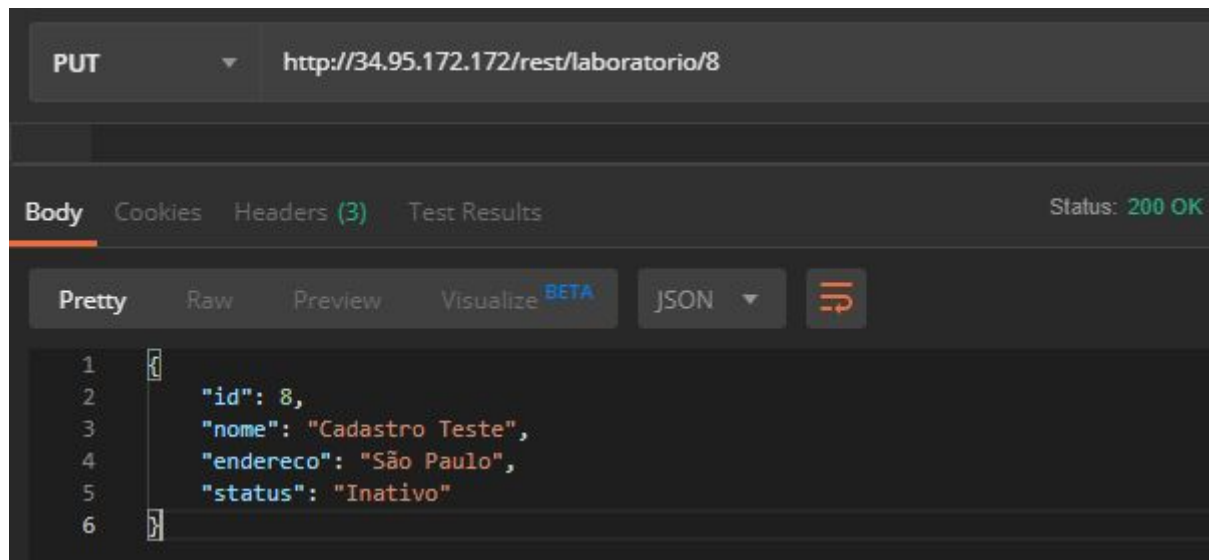 PUT http://34.95.172.172/rest/laboratorio/8
Body Cookies Headers (3) Test Results Status: 200 OK
Pretty Raw Preview Visualize BETA JSON
1 {
2 "id": 8,
3 "nome": "Cadastro Teste",
4 "endereco": "São Paulo",
5 "status": "Inativo"
6 }